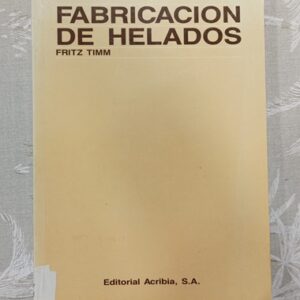 FABRICACION
DE HELADOS
FRITZ TIMM
Editorial Acribia, S.A.